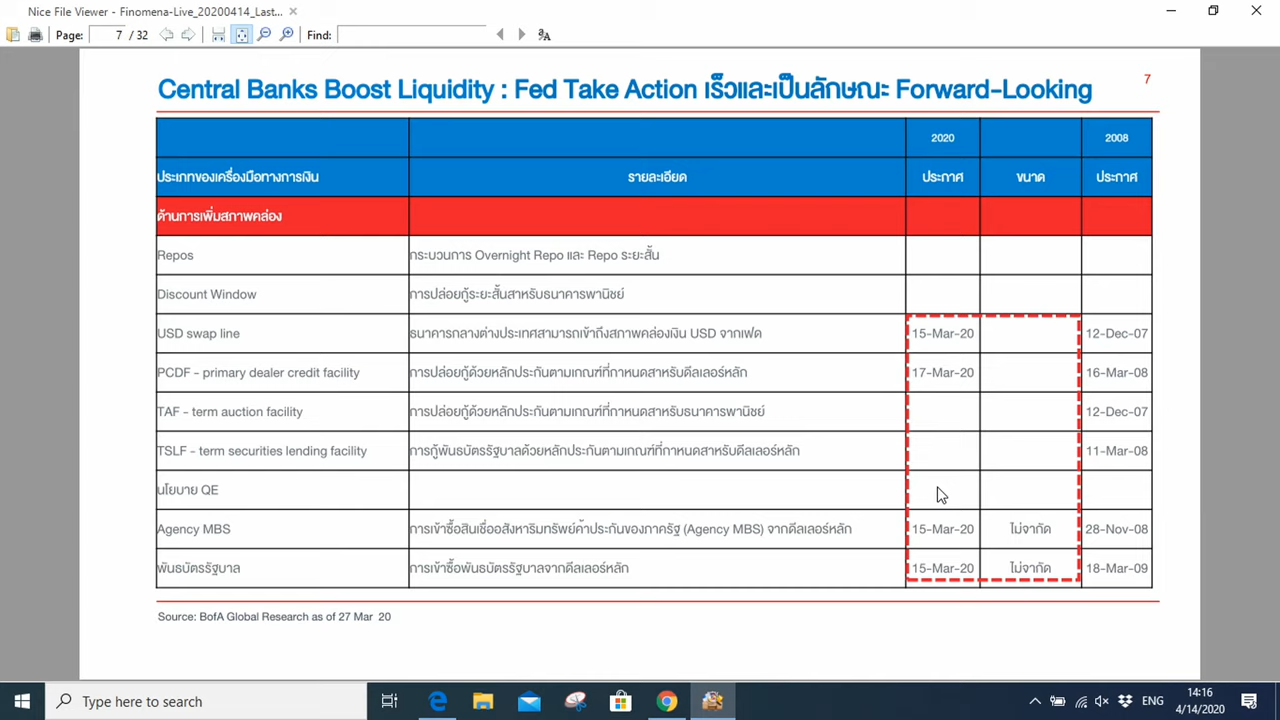 Nice File Viewer - Finomena-Live_20200414_Last...
Page: 7 / 32 Find:
Central Banks Boost Liquidity : Fed Take Action เร็วและเป็นลักษณะ Forward-Looking
7
2020 2008
ประเภทของเครื่องมือทางการเงิน รายละเอียด ประกาศ ขนาด ประกาศ
ด้านการเพิ่มสภาพคล่อง
Repos กระบวนการ Overnight Repo และ Repo ระยะสั้น
Discount Window การปล่อยกู้ระยะสั้นสาหรับธนาคารพานิชย์
USD swap line ธนาคารกลางต่างประเทศสามารถเข้าถึงสภาพคล่องเงิน USD จากเฟด 15-Mar-20 12-Dec-07
PCDF - primary dealer credit facility การปล่อยกู้ด้วยหลักประกันตามเกณฑ์ที่กาหนดสาหรับดีลเลอร์หลัก 17-Mar-20 16-Mar-08
TAF - term auction facility การปล่อยกู้ด้วยหลักประกันตามเกณฑ์ที่กาหนดสาหรับธนาคารพานิชย์ 12-Dec-07
TSLF - term securities lending facility การกู้พันธบัตรรัฐบาลด้วยหลักประกันตามเกณฑ์ที่กาหนดสาหรับดีลเลอร์หลัก 11-Mar-08
นโยบาย QE
Agency MBS การเข้าซื้อสินเชื่ออสังหาริมทรัพย์ค้าประกันของภาครัฐ (Agency MBS) จากดีลเลอร์หลัก 15-Mar-20 ไม่จากัด 28-Nov-08
พันธบัตรรัฐบาล การเข้าซื้อพันธบัตรรัฐบาลจากดีลเลอร์หลัก 15-Mar-20 ไม่จากัด 18-Mar-09
Source: BofA Global Research as of 27 Mar 20
Type here to search
ENG
14:16
4/14/2020